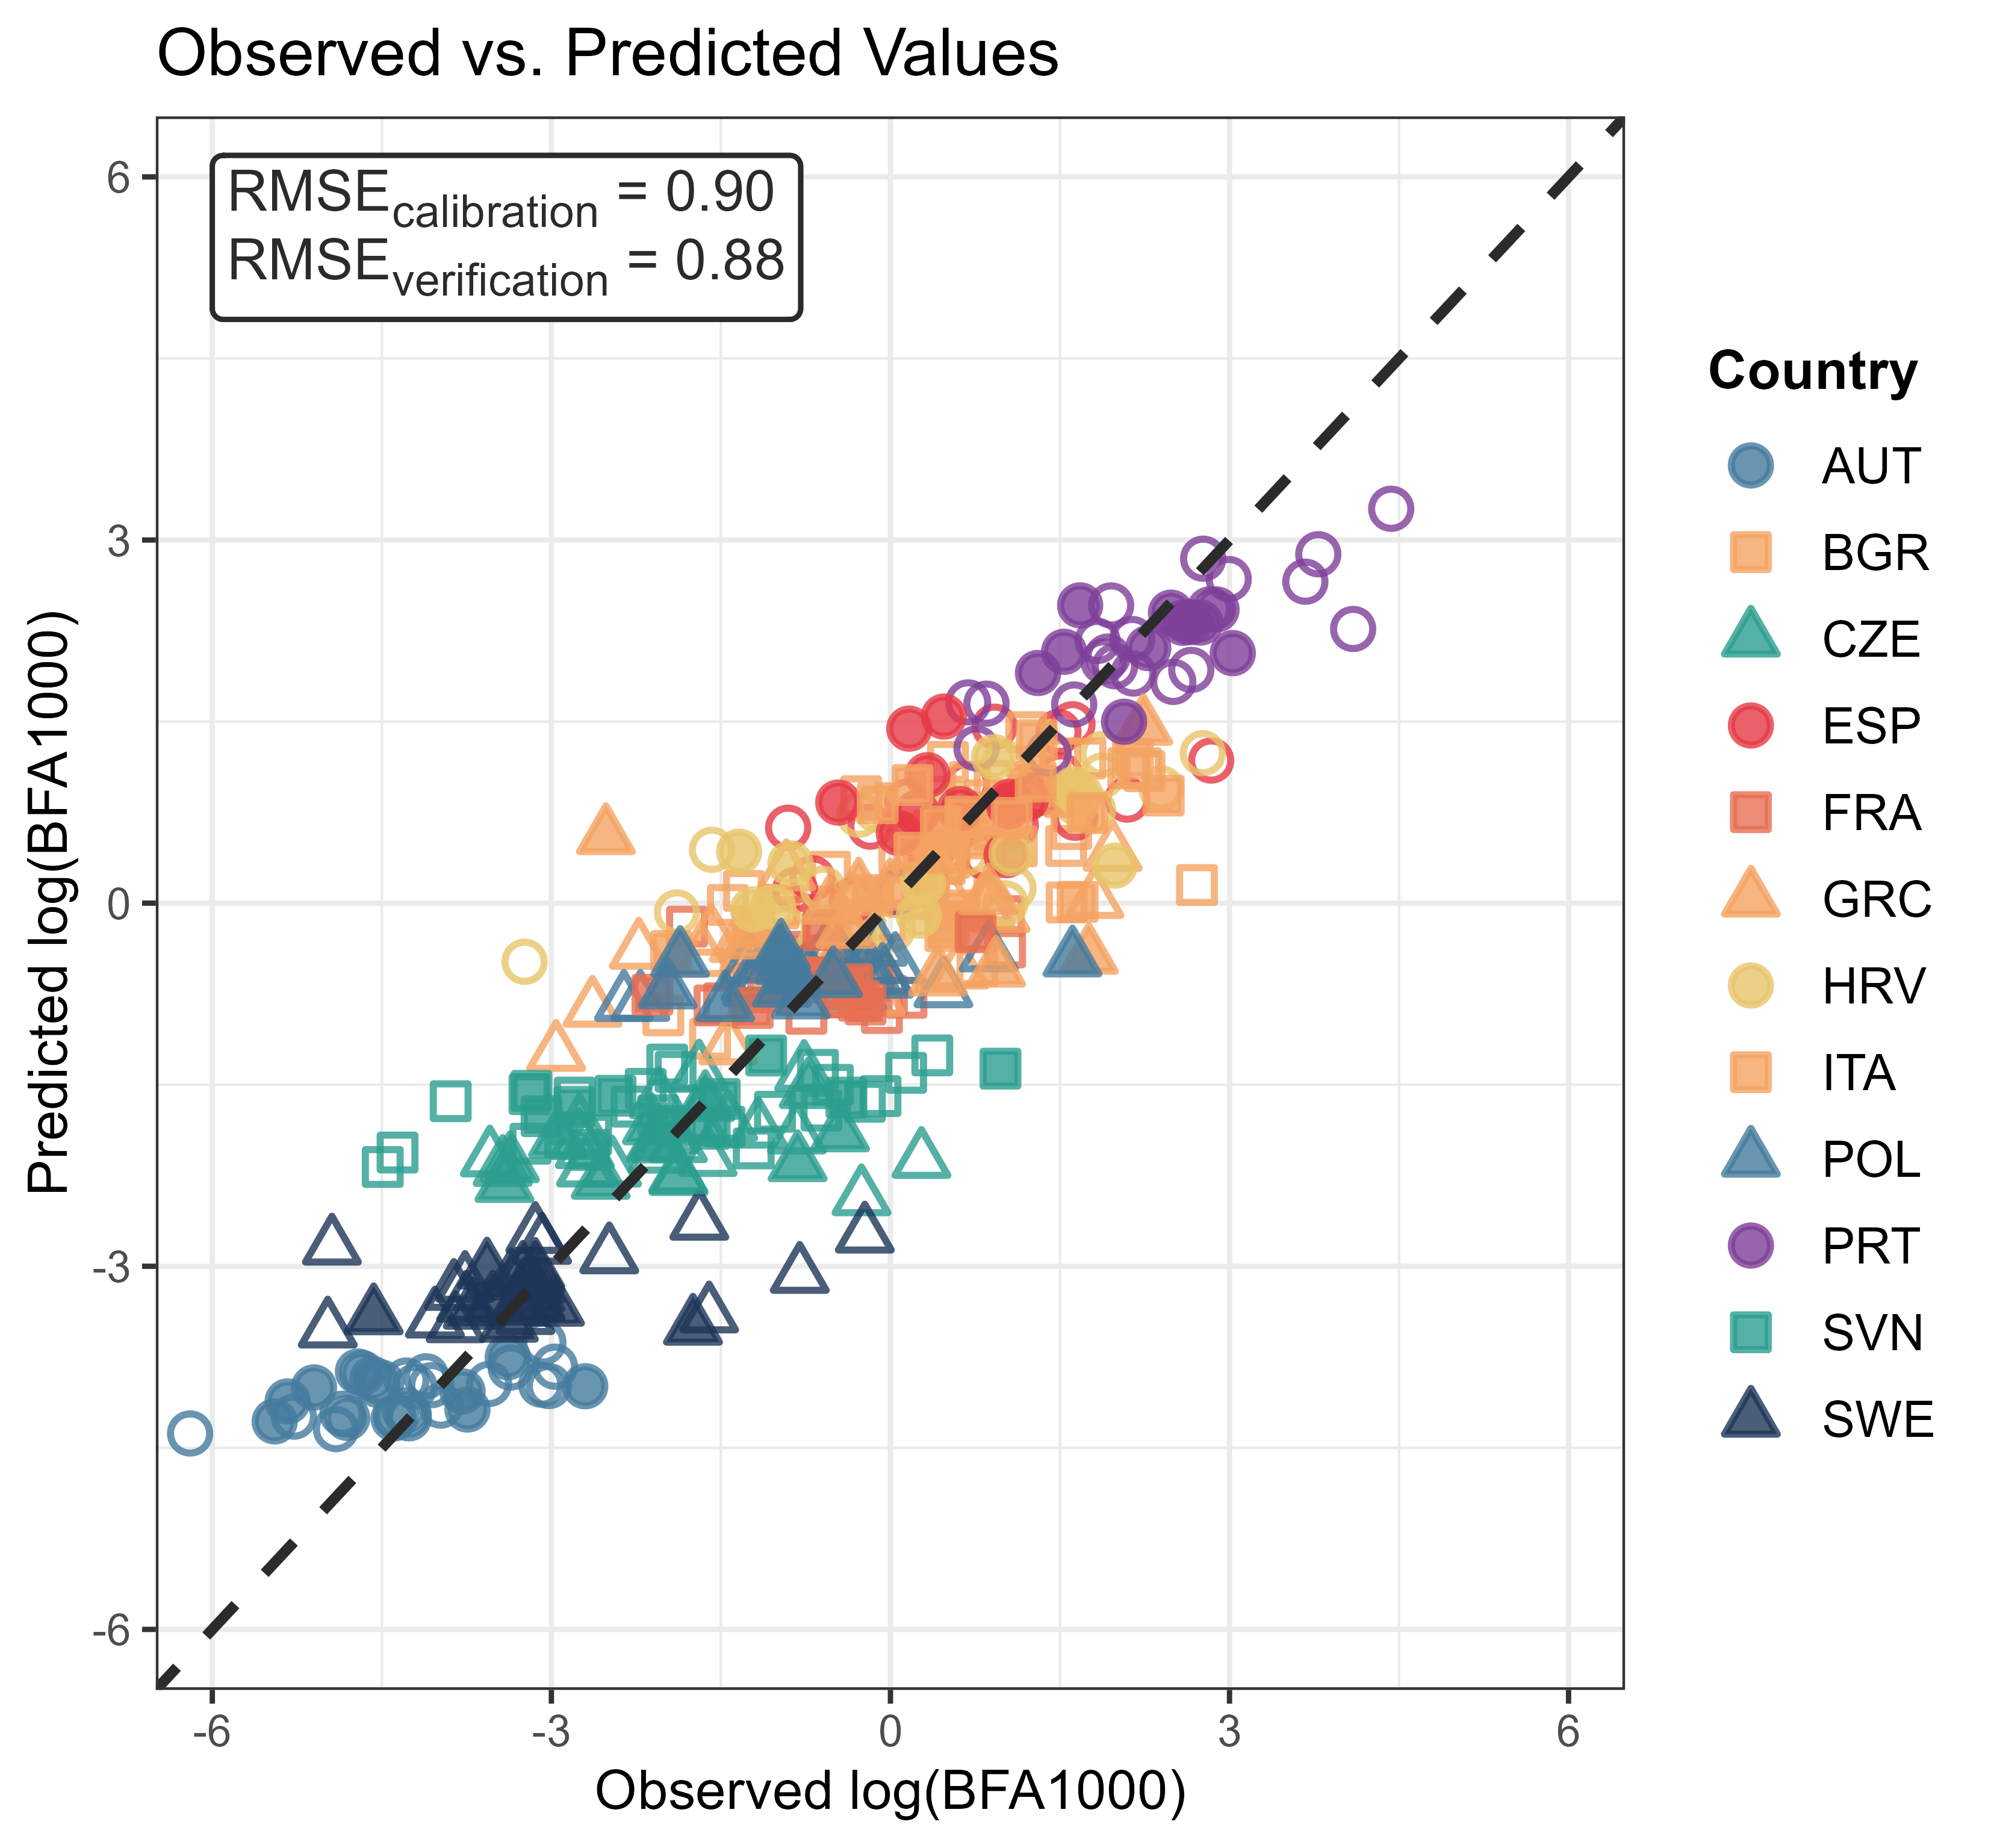 Observed vs. Predicted Values
RMSEcalibration = 0.90
RMSEverification = 0.88
6
3
0
-3
-6
-6
-3
0
3
6
Predicted log(BFA1000)
Observed log(BFA1000)
Country
AUT
BGR
CZE
ESP
FRA
GRC
HRV
ITA
POL
PRT
SVN
SWE